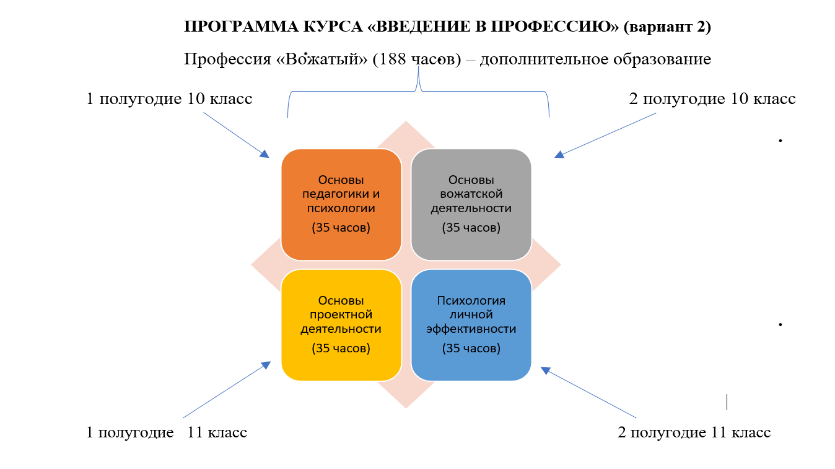 ПРОГРАММА КУРСА «ВВЕДЕНИЕ В ПРОФЕССИЮ» (вариант 2)
Профессия «Вожатый» (188 часов) – дополнительное образование
1 полугодие 10 класс
2 полугодие 10 класс
Основы
педагогики и
психологии
(35 часов)
Основы
вожатской
деятельности
(35 часов)
Основы
проектной
деятельности
(35 часов)
Психология
личной
эффективности
(35 часов)
1 полугодие 11 класс
2 полугодие 11 класс